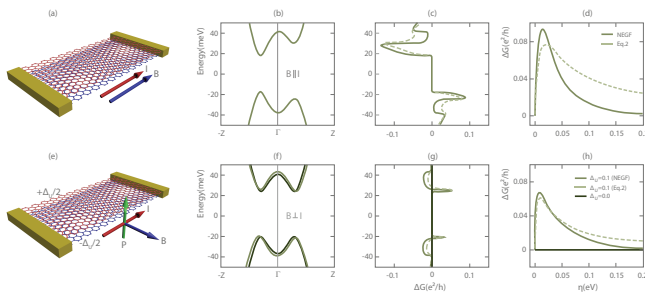 (a)
(b)
(c)
(d)
I
B
Energy(meV)
40
20
0
-20
-40
B∥I
-Z
Γ
Z
-0.1
0
0.1
ΔG(e²/h)
0.08
0.04
0
NEGF
Eq.2
0
0.05
0.1
0.15
0.2
(e)
(f)
(g)
(h)
+Δ
/2
-Δ
/2
I
P
B
Energy(meV)
40
20
0
-20
-40
B⊥I
-Z
Γ
Z
-0.1
0
0.1
ΔG(e²/h)
ΔG(e²/h)
0.08
0.04
0
=0.1 (NEGF)
=0.1 (Eq.2)
=0.0
0
0.05
0.1
0.15
0.2
η(eV)